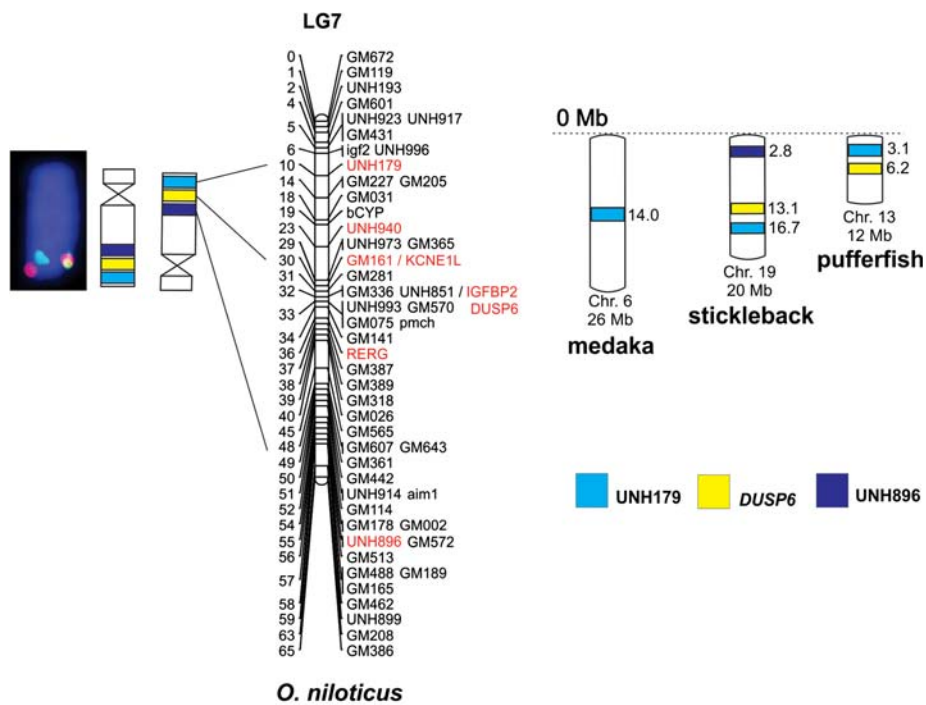 LG7
0 GM672
1 GM119
2 UNH193
4 GM601
UNH923 UNH917
5 GM431
6 igf2 UNH996
10 UNH179
14 GM227 GM205
18 GM031
19 bCYP
23 UNH940
29 UNH973 GM365
30 GM161 / KCNE1L
31 GM281
32 GM336 UNH851 / IGFBP2
33 UNH993 GM570 DUSP6
GM075 pmch
34 GM141
36 RERG
37 GM387
38 GM389
39 GM318
40 GM026
45 GM565
48 GM607 GM643
49 GM361
50 GM442
51 UNH914 aim1
52 GM114
54 GM178 GM002
55 UNH896 GM572
56 GM513
57 GM488 GM189
GM165
58 GM462
59 UNH899
63 GM208
65 GM386
O. niloticus
0 Mb
14.0
Chr. 6
26 Mb
medaka
2.8
13.1
16.7
Chr. 19
20 Mb
stickleback
3.1
6.2
Chr. 13
12 Mb
pufferfish
UNH179 DUSP6 UNH896